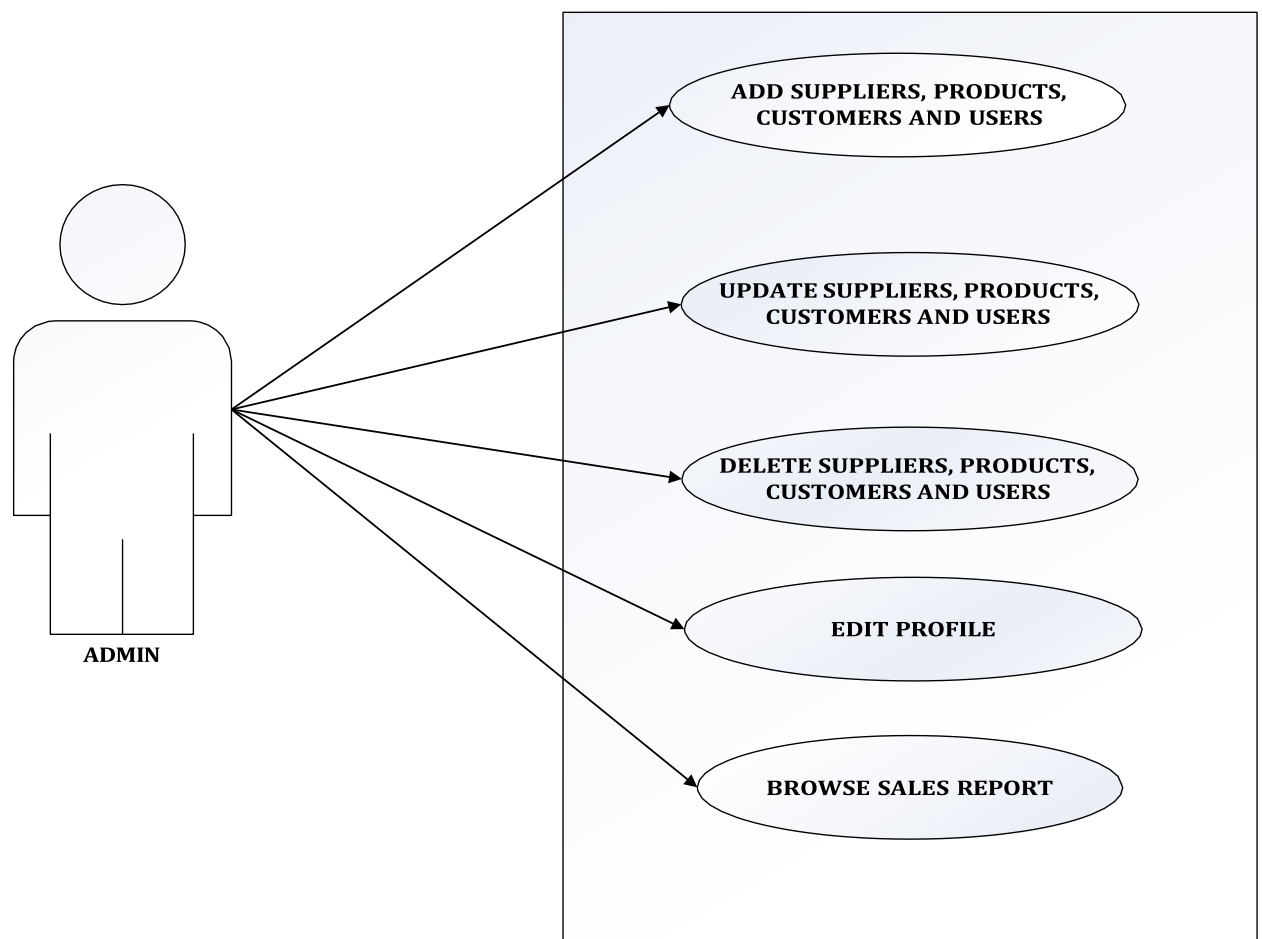 ADD SUPPLIERS, PRODUCTS,
CUSTOMERS AND USERS
UPDATE SUPPLIERS, PRODUCTS,
CUSTOMERS AND USERS
DELETE SUPPLIERS, PRODUCTS,
CUSTOMERS AND USERS
EDIT PROFILE
ADMIN
BROWSE SALES REPORT